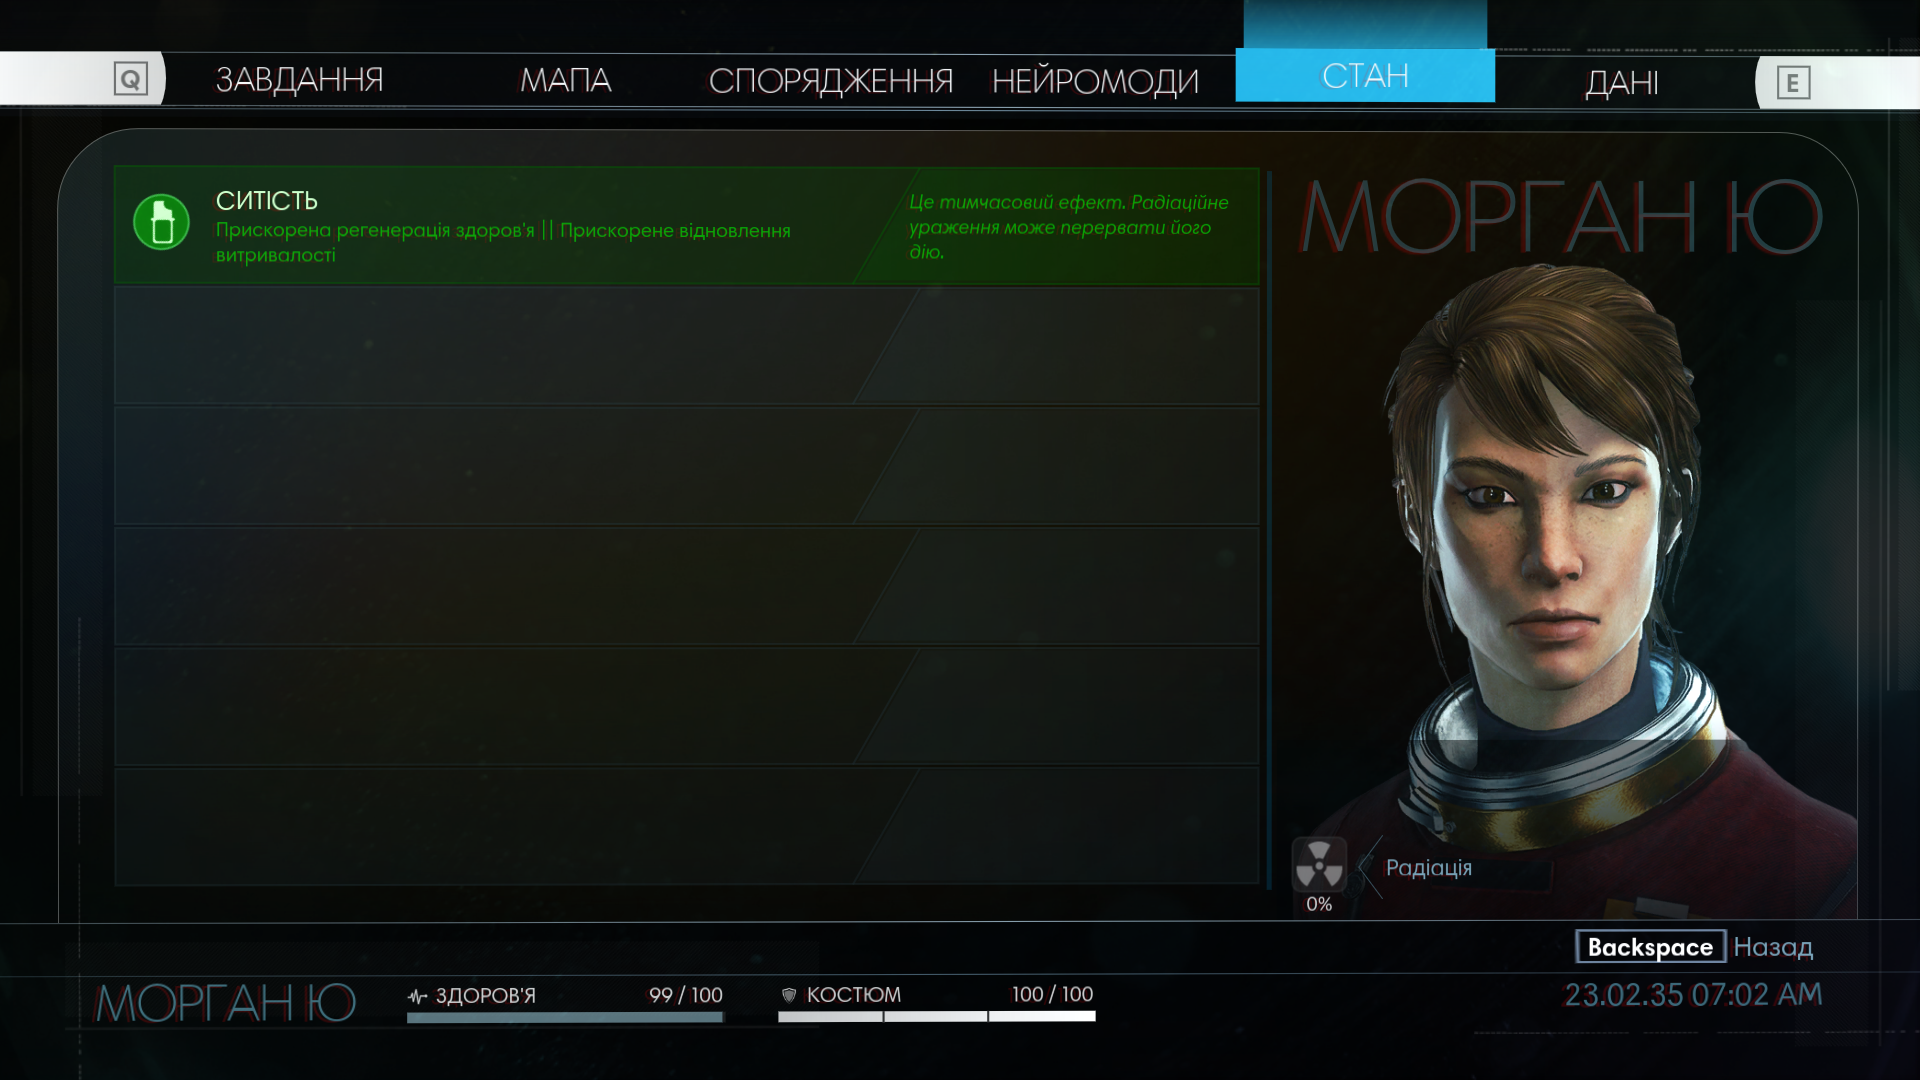 Q ЗАВДАННЯ МАПА СПОРЯДЖЕННЯ НЕЙРОМОДИ СТАН ДАНІ E
СИТІСТЬ
Прискорена регенерація здоров'я || Прискорене відновлення
витривалості
Це тимчасовий ефект. Радіаційне
ураження може перервати його
дію.
МОРГАН Ю
Радіація
0%
Backspace Назад
МОРГАН Ю
ЗДОРОВ'Я 99 / 100
КОСТЮМ 100 / 100
23.02.35 07:02 AM